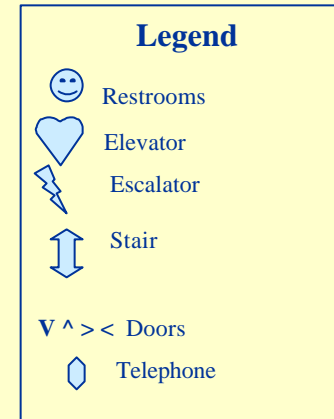 Legend
Restrooms
Elevator
Escalator
Stair
V ^ > < Doors
Telephone